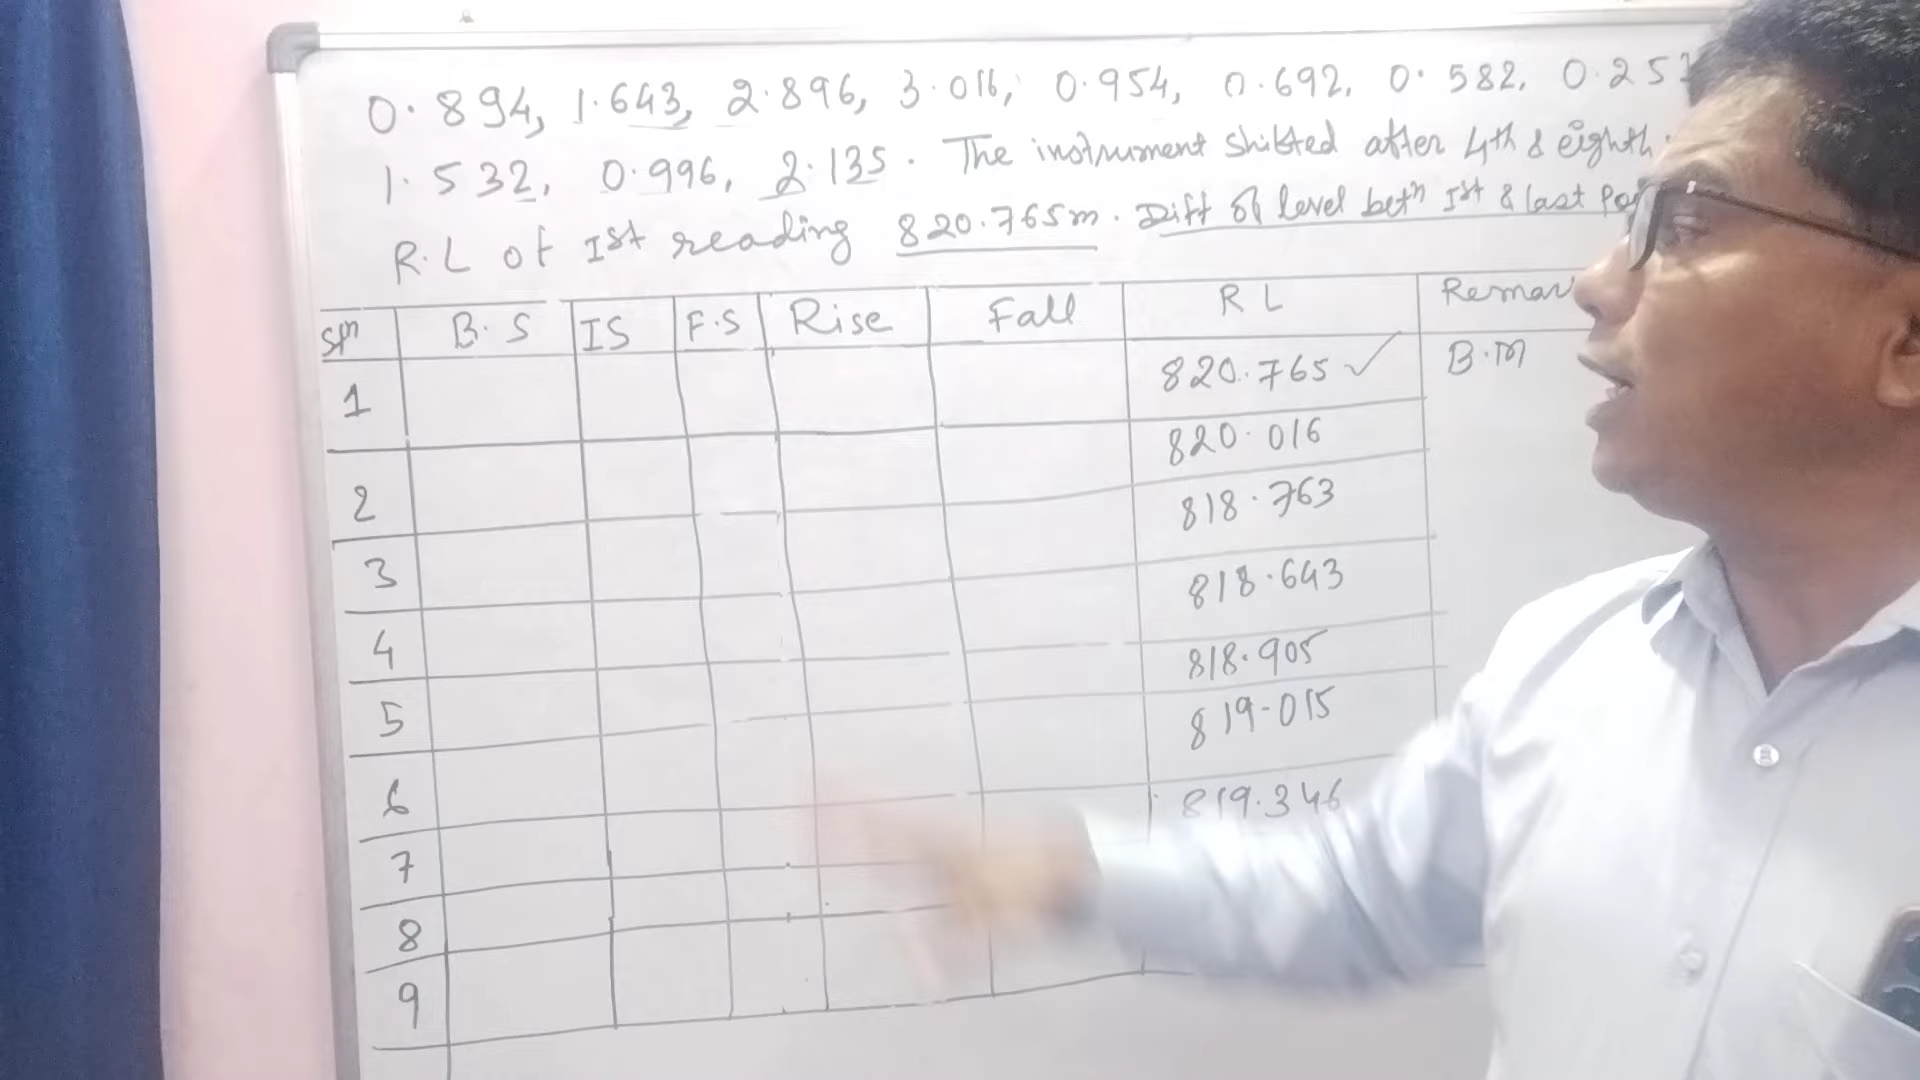 0.894, 1.643, 2.896, 3.016, 0.954, 0.692, 0.582, 0.25
1.532, 0.996, 2.135. The instrument shifted after 4th & eighth
R.L of Ist reading 820.765m. Diff of level betn Ist & last
Stn B.S IS F.S Rise Fall RL
1 820.765 ✓ B.M
2 820.016
3 818.763
4 818.643
5 818.905
6 819-015
7 819.346
8
9